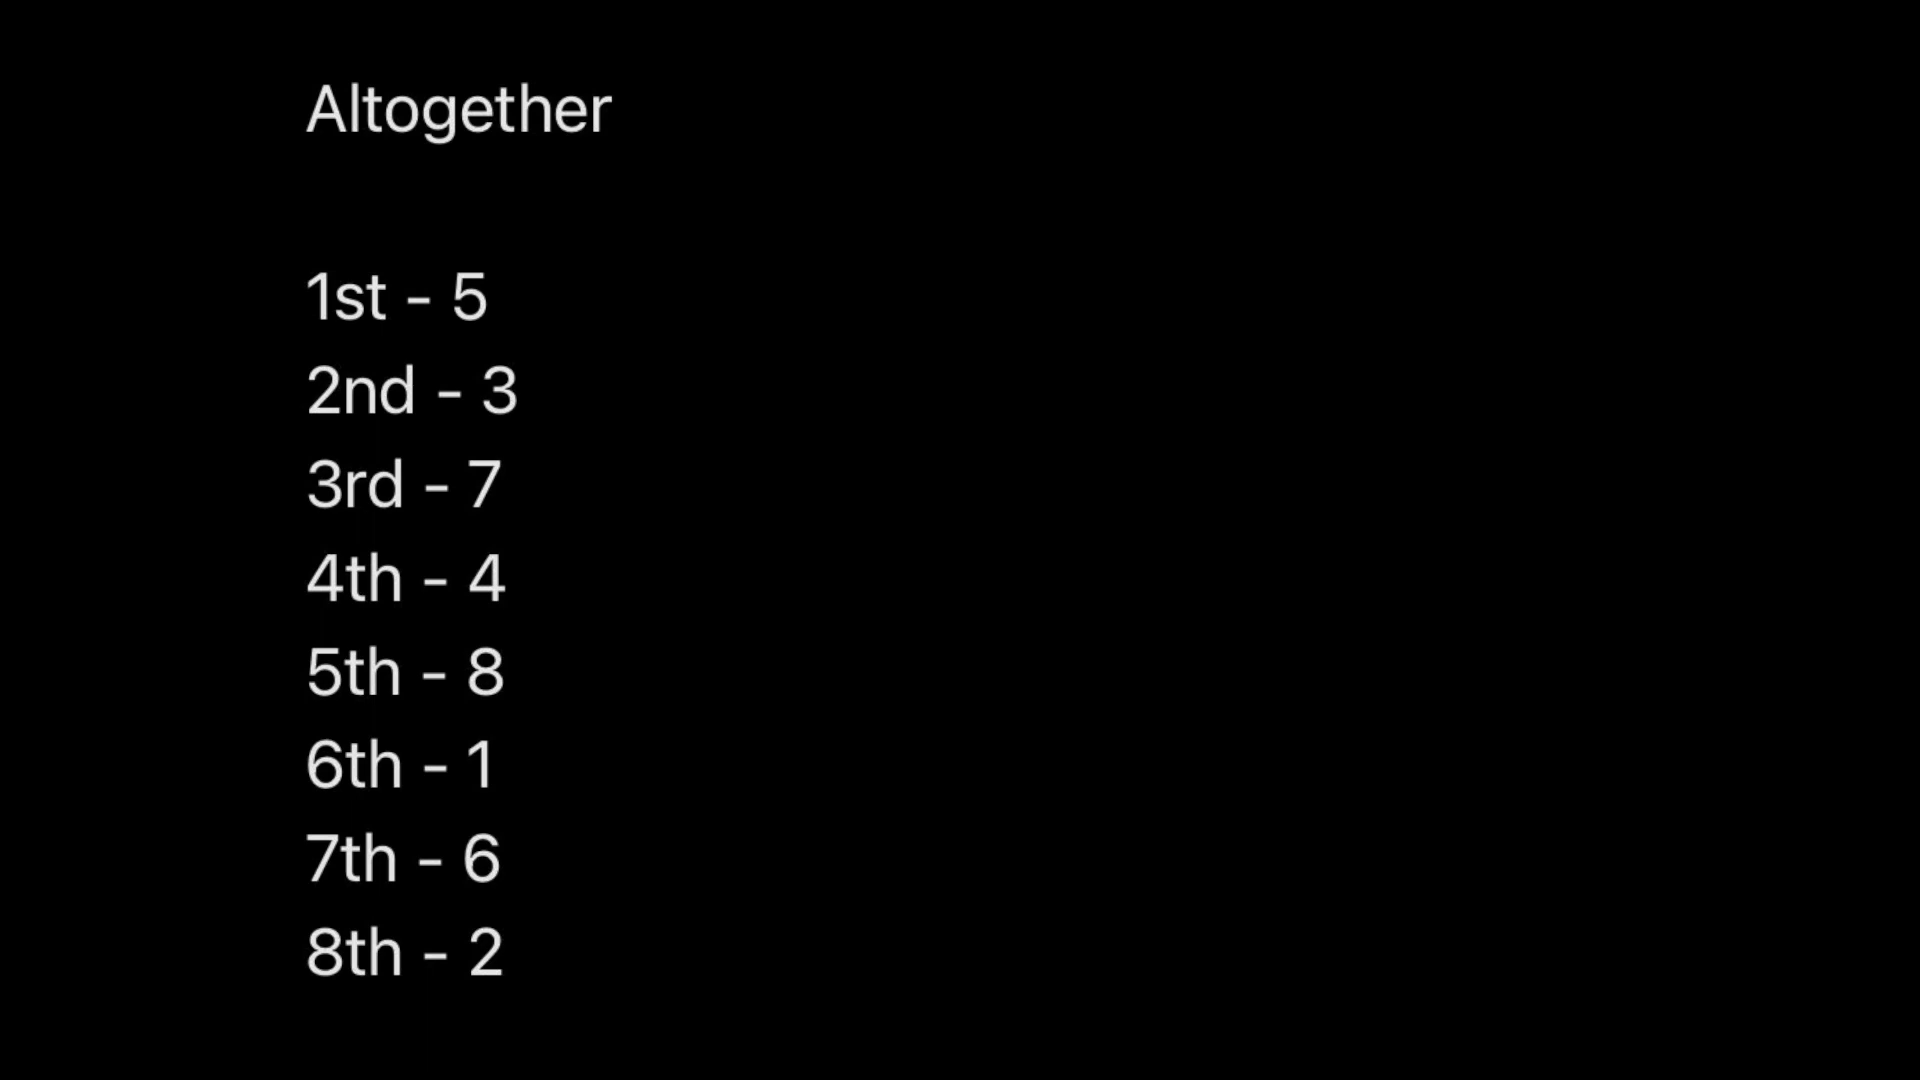 Altogether
1st - 5
2nd - 3
3rd - 7
4th - 4
5th - 8
6th - 1
7th - 6
8th - 2